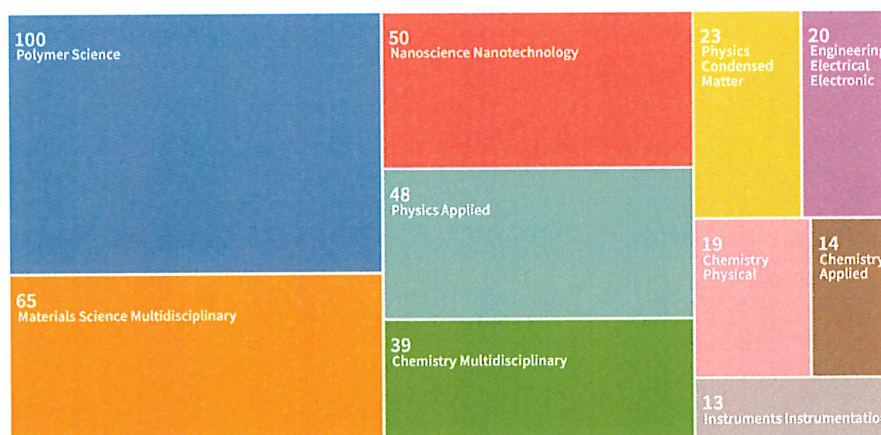 100
Polymer Science
50
Nanoscience Nanotechnology
23
Physics
Condensed
Matter
20
Engineering
Electrical
Electronic
48
Physics Applied
19
Chemistry
Physical
14
Chemistry
Applied
65
Materials Science Multidisciplinary
39
Chemistry Multidisciplinary
13
Instruments Instrumentatio